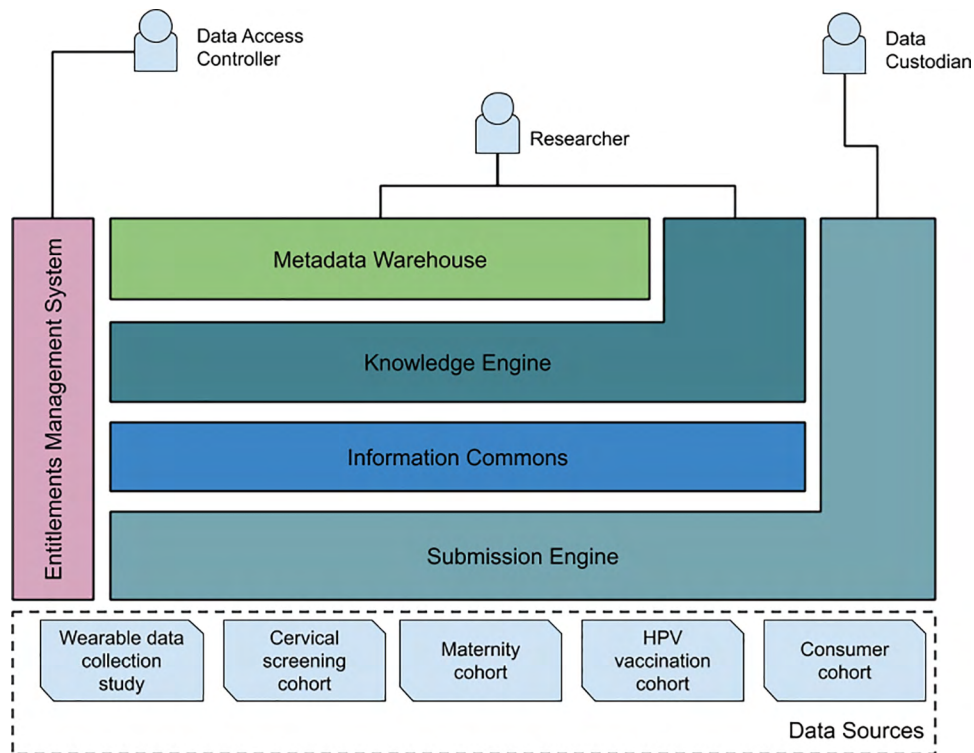 Data Access
Controller
Data
Custodian
Researcher
Entitlements Management System
Metadata Warehouse
Knowledge Engine
Information Commons
Submission Engine
Wearable data
collection
study
Cervical
screening
cohort
Maternity
cohort
HPV
vaccination
cohort
Consumer
cohort
Data Sources